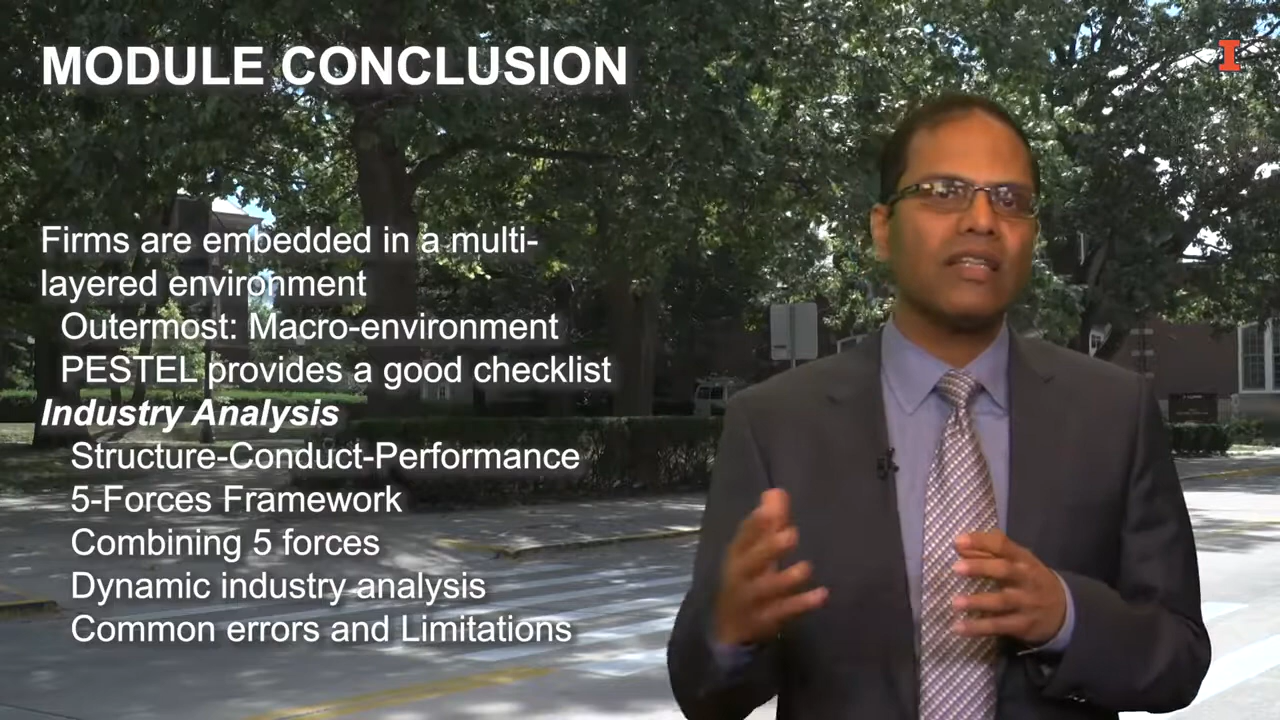 MODULE CONCLUSION
Firms are embedded in a multi-
layered environment
Outermost: Macro-environment
PESTEL provides a good checklist
Industry Analysis
Structure-Conduct-Performance
5-Forces Framework
Combining 5 forces
Dynamic industry analysis
Common errors and Limitations
I